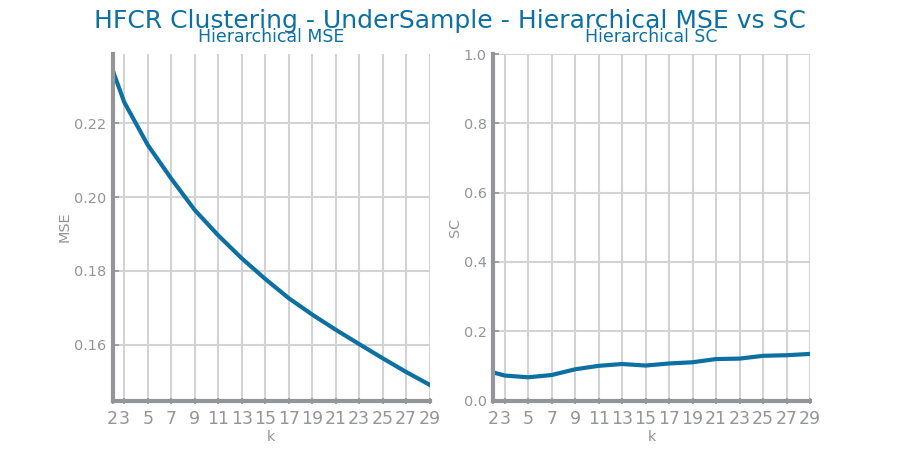 HFCR Clustering - UnderSample - Hierarchical MSE vs SC
Hierarchical MSE
0.22
0.20
0.18
0.16
MSE
2 3 5 7 9 11 13 15 17 19 21 23 25 27 29
k
Hierarchical SC
1.0
0.8
0.6
0.4
0.2
0.0
SC
2 3 5 7 9 11 13 15 17 19 21 23 25 27 29
k